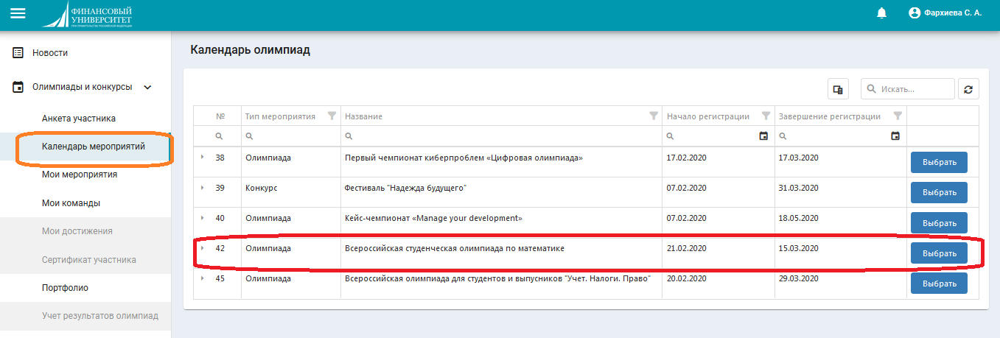 ФИНАНСОВЫЙ
УНИВЕРСИТЕТ
ПРИ ПРАВИТЕЛЬСТВЕ РОССИЙСКОЙ ФЕДЕРАЦИИ
Фархиева С. А.
Новости
Олимпиады и конкурсы
Анкета участника
Календарь мероприятий
Мои мероприятия
Мои команды
Мои достижения
Сертификат участника
Портфолио
Учет результатов олимпиад
Календарь олимпиад
Искать...
№ Тип мероприятия Название Начало регистрации Завершение регистрации
38 Олимпиада Первый чемпионат киберпроблем «Цифровая олимпиада» 17.02.2020 17.03.2020 Выбрать
39 Конкурс Фестиваль "Надежда будущего" 07.02.2020 31.03.2020 Выбрать
40 Олимпиада Кейс-чемпионат «Manage your development» 07.02.2020 18.05.2020 Выбрать
42 Олимпиада Всероссийская студенческая олимпиада по математике 21.02.2020 15.03.2020 Выбрать
45 Олимпиада Всероссийская олимпиада для студентов и выпусников "Учет. Налоги. Право" 20.02.2020 29.03.2020 Выбрать